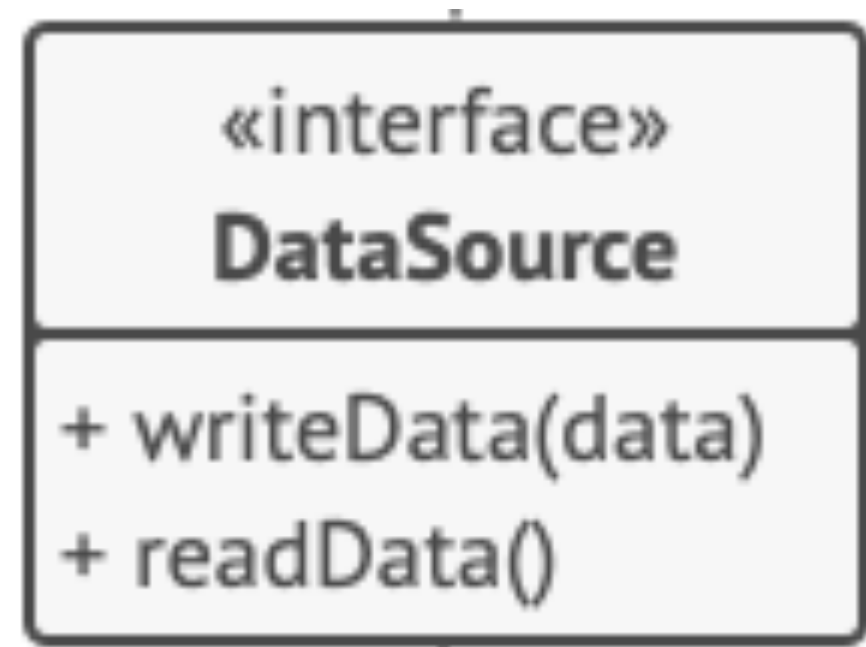 «interface»
DataSource
+ writeData(data)
+ readData()